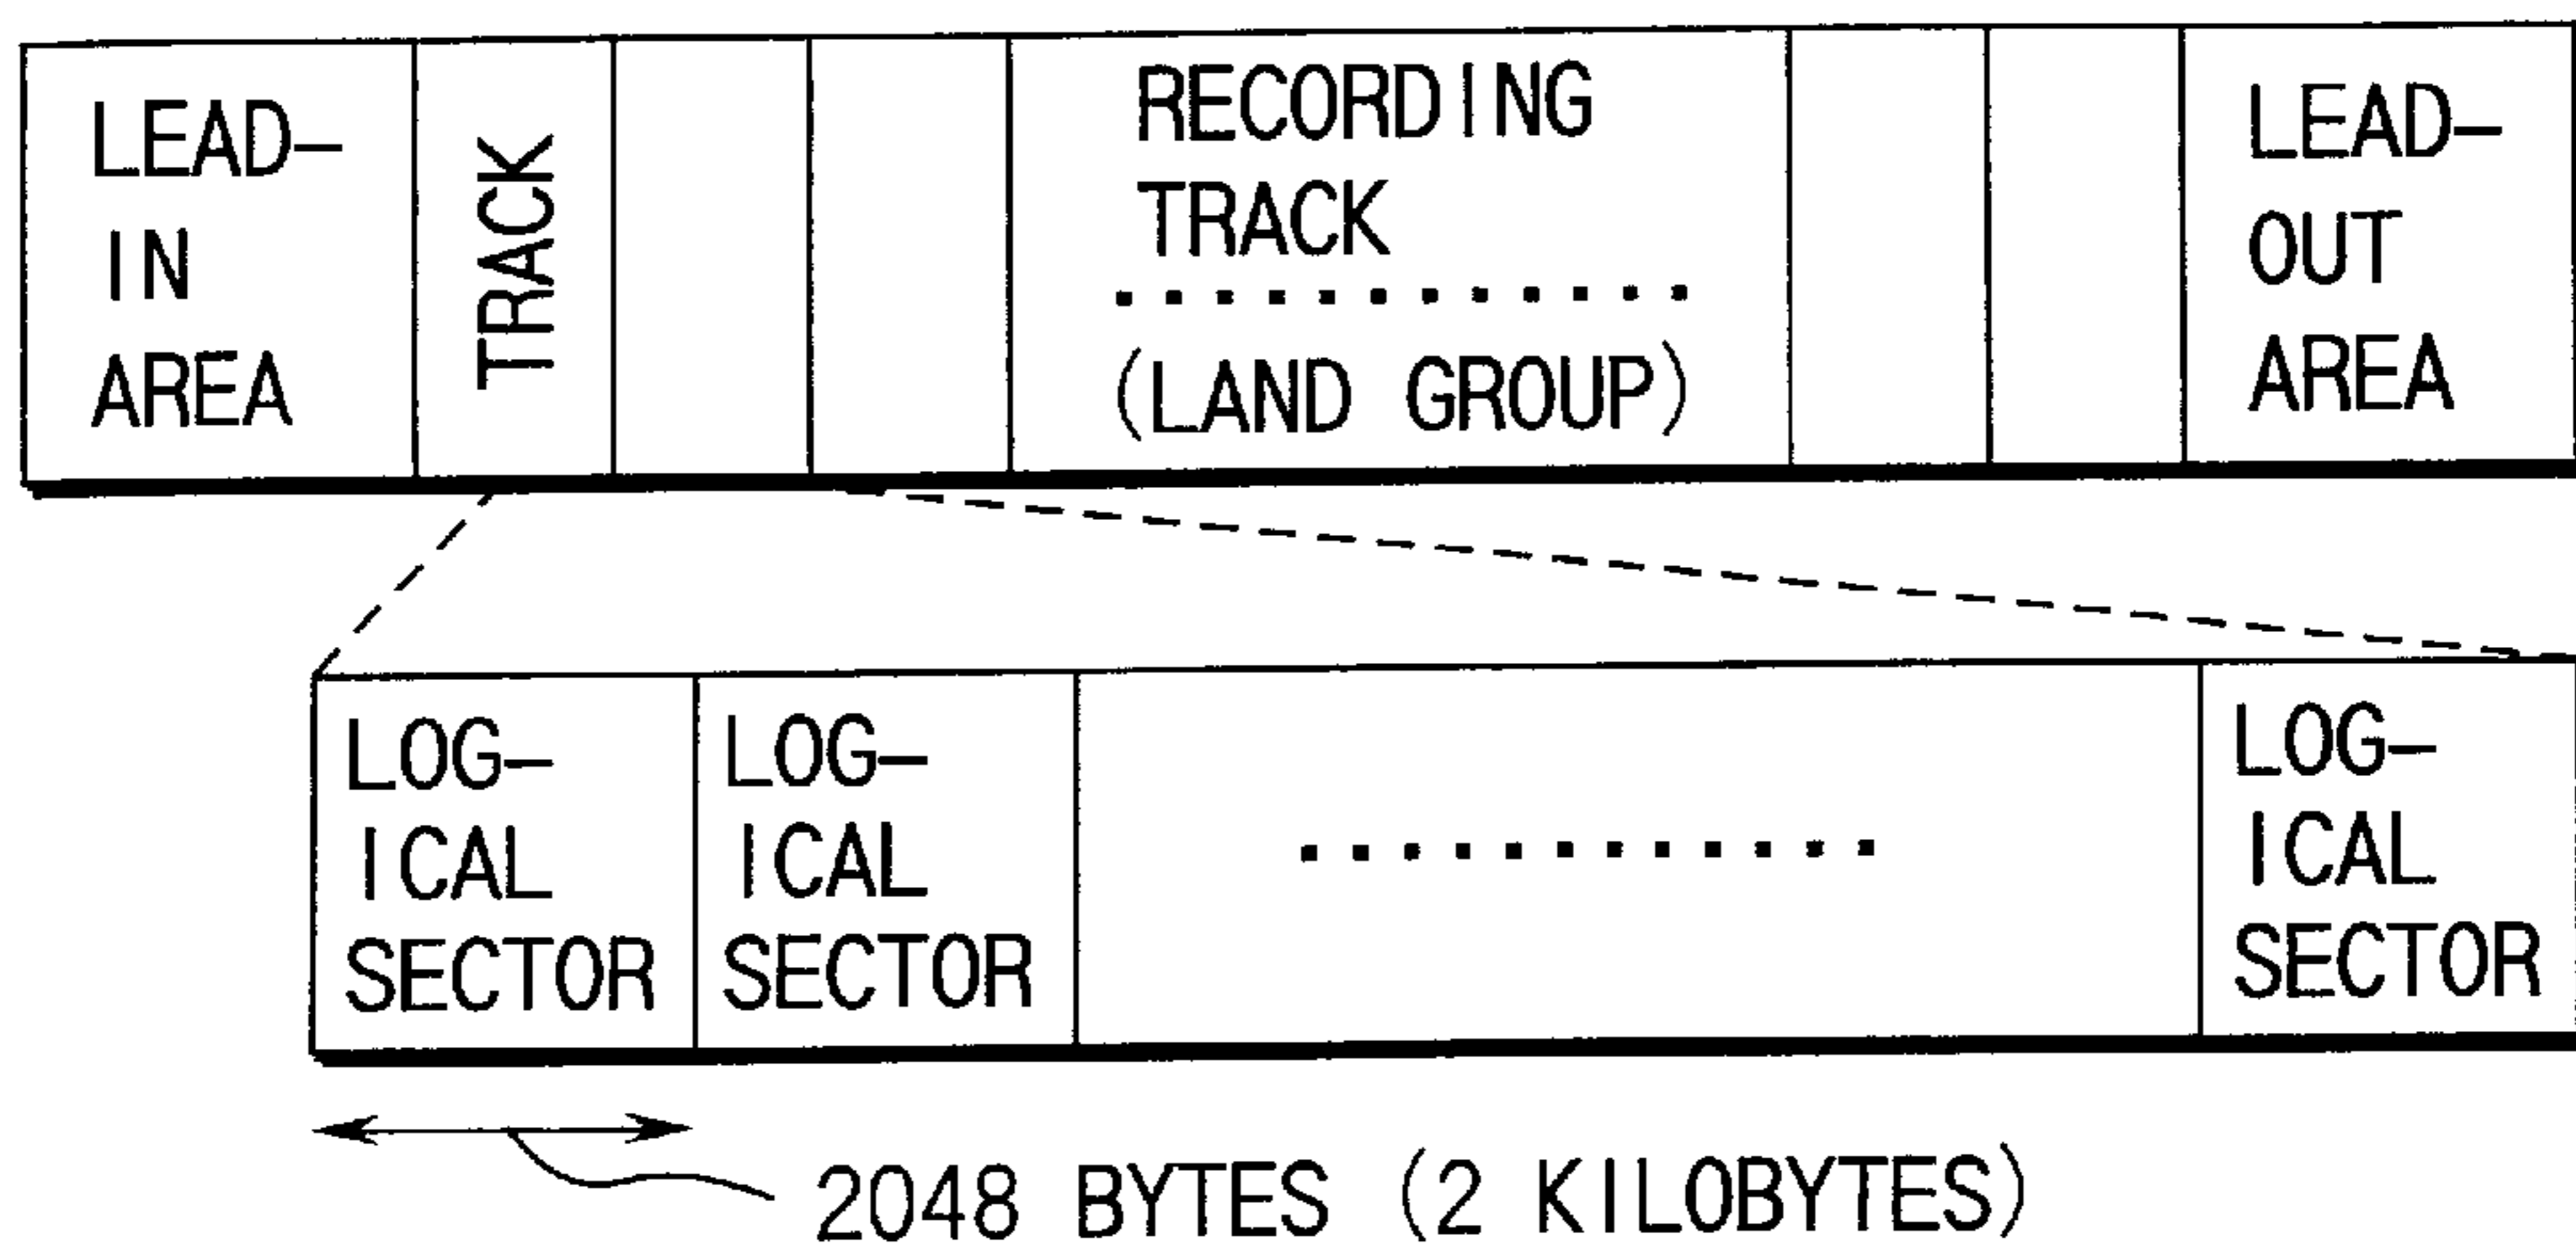 LEAD-
IN
AREA
TRACK
RECORDING
TRACK
(LAND GROUP)
LEAD-
OUT
AREA
LOG-
ICAL
SECTOR
LOG-
ICAL
SECTOR
LOG-
ICAL
SECTOR
2048 BYTES (2 KILOBYTES)